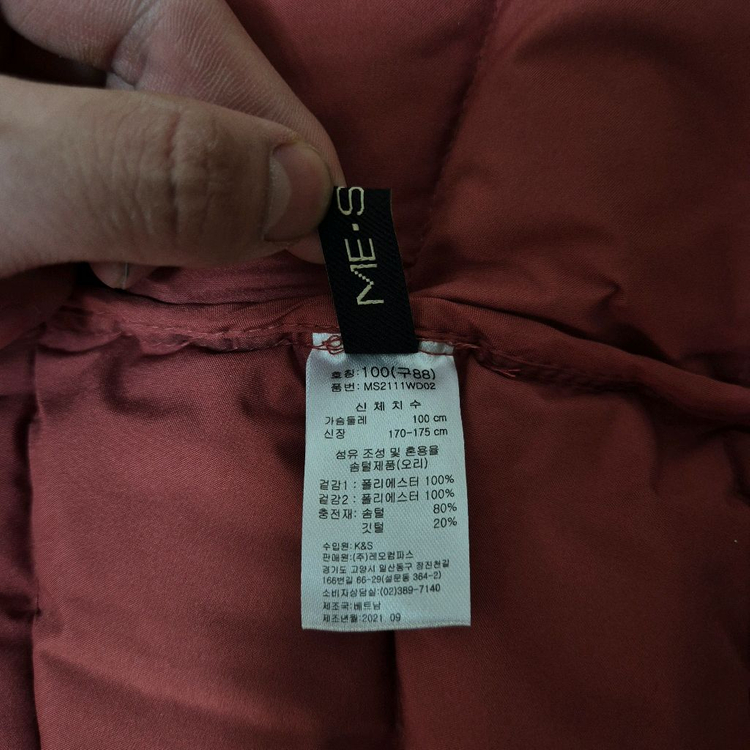 ME·S
호칭:100(구88)
품번: MS2111WD02
신체치수
가슴둘레 100 cm
신장 170-175 cm
섬유 조성 및 혼용율
솜털제품(오리)
겉감1 : 폴리에스터 100%
겉감2 : 폴리에스터 100%
충전재: 솜털 80%
깃털 20%
수입원: K&S
판매원:(주)레오컴파스
경기도 고양시 일산동구 장진천길
166번길 66-29(설문동 364-2)
소비자상담실:(02)389-7140
제조국:베트남
제조년월:2021 09